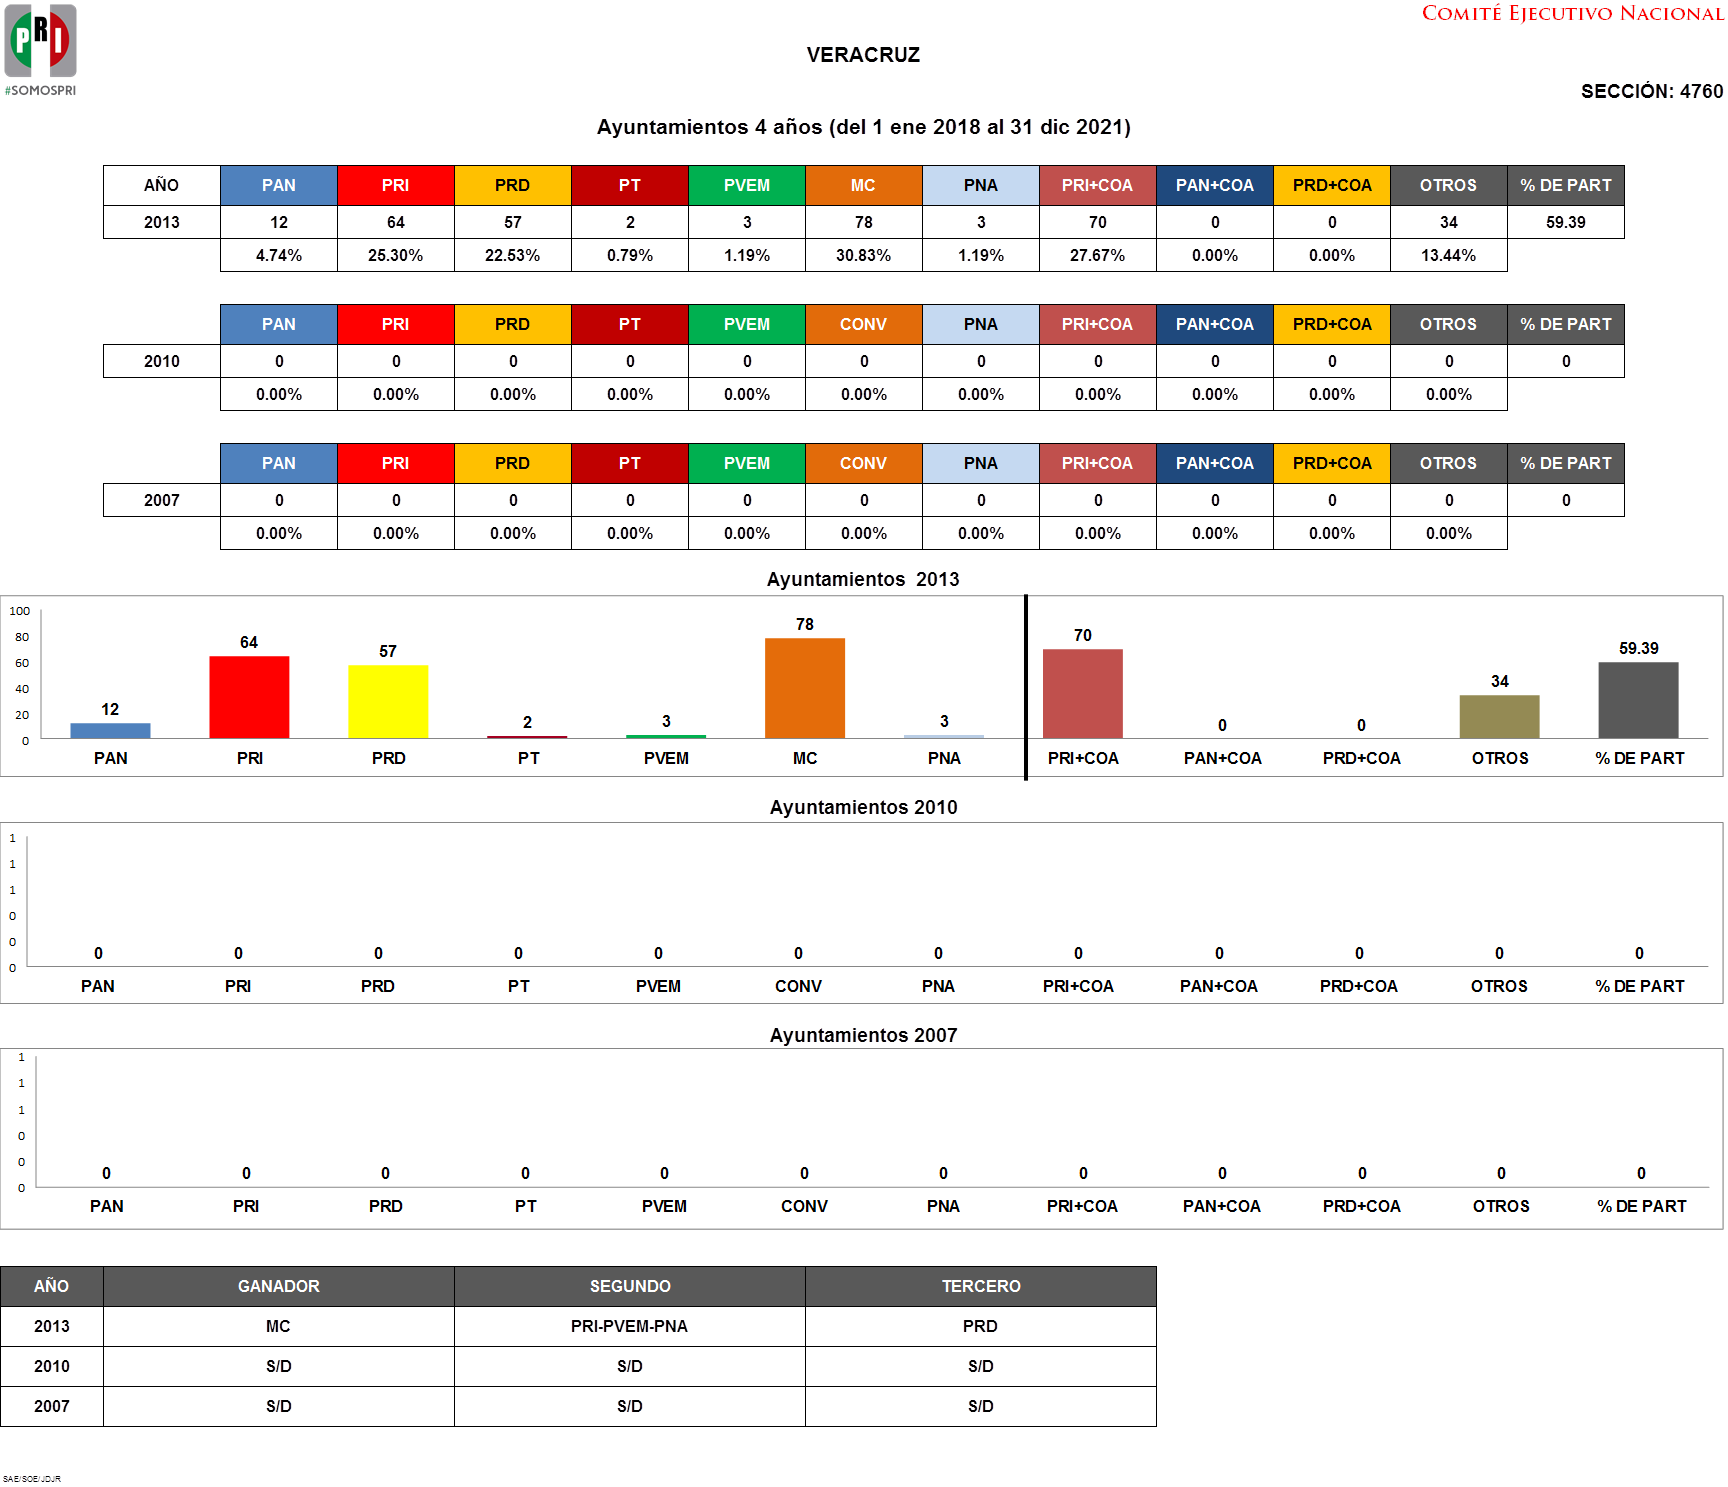 PRI
#SOMOSPRI
COMITÉ EJECUTIVO NACIONAL
VERACRUZ
SECCIÓN: 4760
Ayuntamientos 4 años (del 1 ene 2018 al 31 dic 2021)
AÑO PAN PRI PRD PT PVEM MC PNA PRI+COA PAN+COA PRD+COA OTROS % DE PART
2013 12 64 57 2 3 78 3 70 0 0 34 59.39
4.74% 25.30% 22.53% 0.79% 1.19% 30.83% 1.19% 27.67% 0.00% 0.00% 13.44%
PAN PRI PRD PT PVEM CONV PNA PRI+COA PAN+COA PRD+COA OTROS % DE PART
2010 0 0 0 0 0 0 0 0 0 0 0 0
0.00% 0.00% 0.00% 0.00% 0.00% 0.00% 0.00% 0.00% 0.00% 0.00% 0.00%
PAN PRI PRD PT PVEM CONV PNA PRI+COA PAN+COA PRD+COA OTROS % DE PART
2007 0 0 0 0 0 0 0 0 0 0 0 0
0.00% 0.00% 0.00% 0.00% 0.00% 0.00% 0.00% 0.00% 0.00% 0.00% 0.00%
Ayuntamientos 2013
100
80
60
40
20
0
12 64 57 2 3 78 3 70 0 0 34 59.39
PAN PRI PRD PT PVEM MC PNA PRI+COA PAN+COA PRD+COA OTROS % DE PART
Ayuntamientos 2010
1
1
1
0
0
0
0 0 0 0 0 0 0 0 0 0 0 0
PAN PRI PRD PT PVEM CONV PNA PRI+COA PAN+COA PRD+COA OTROS % DE PART
Ayuntamientos 2007
1
1
1
0
0
0
0 0 0 0 0 0 0 0 0 0 0 0
PAN PRI PRD PT PVEM CONV PNA PRI+COA PAN+COA PRD+COA OTROS % DE PART
AÑO GANADOR SEGUNDO TERCERO
2013 MC PRI-PVEM-PNA PRD
2010 S/D S/D S/D
2007 S/D S/D S/D
SAE/SOE/JDJR